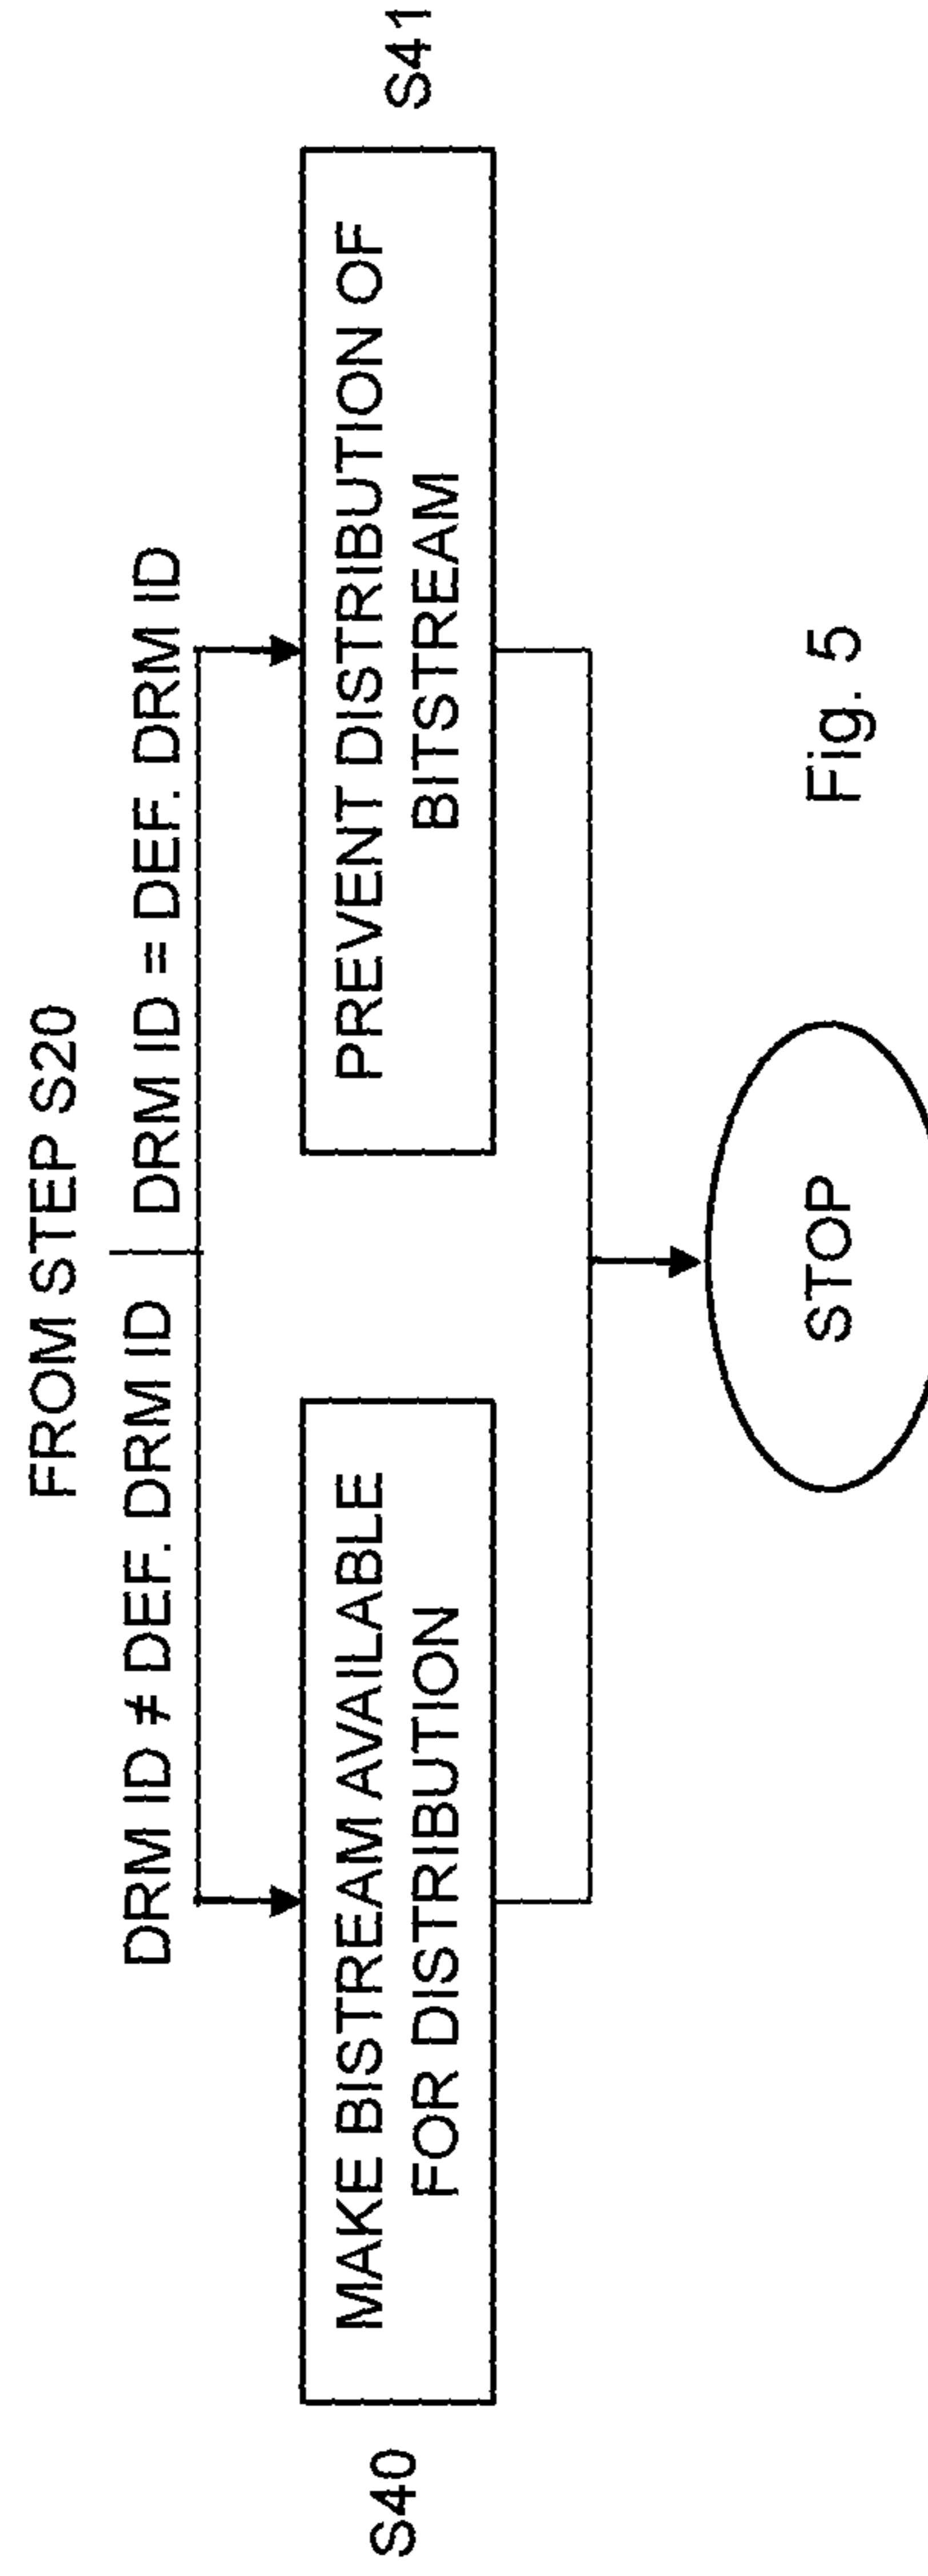 FROM STEP S20
DRM ID ≠ DEF. DRM ID
DRM ID = DEF. DRM ID
S40
MAKE BISTREAM AVAILABLE
FOR DISTRIBUTION
PREVENT DISTRIBUTION OF
BITSTREAM
S41
STOP
Fig. 5